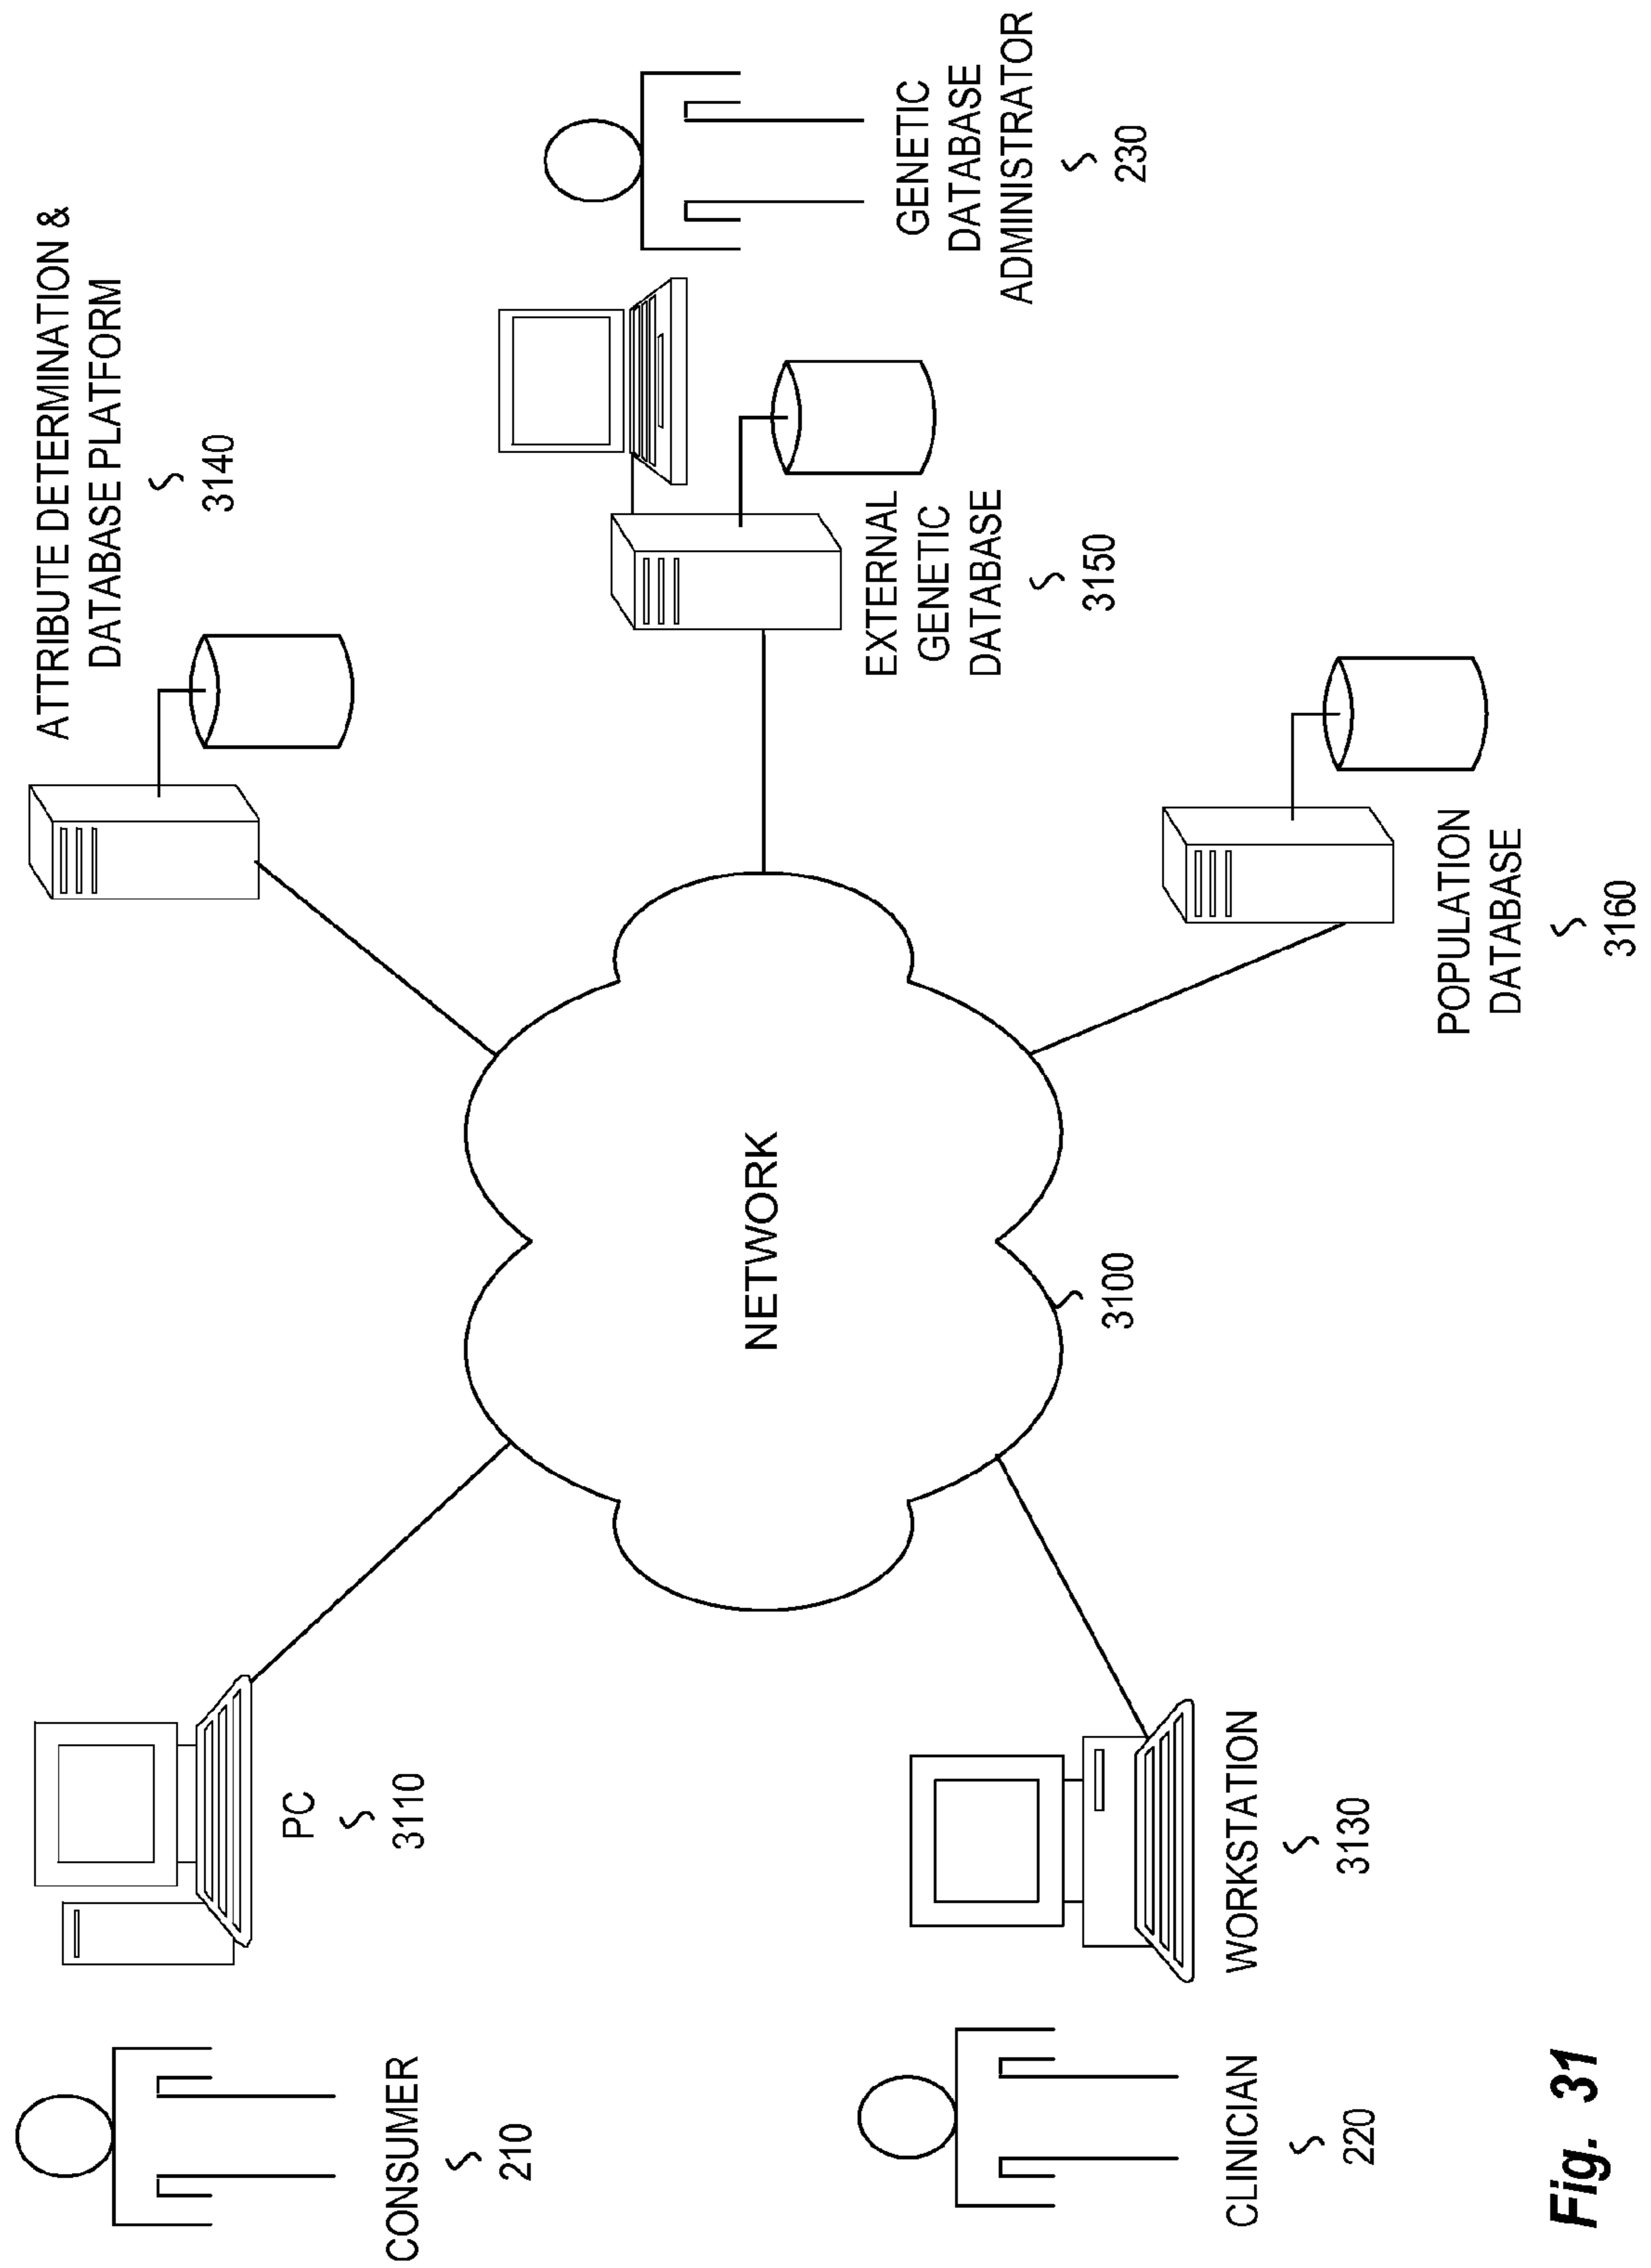 ATTRIBUTE DETERMINATION &
DATABASE PLATFORM
3140
CONSUMER
210
PC
3110
NETWORK
3100
EXTERNAL
GENETIC
DATABASE
3150
GENETIC
DATABASE
ADMINISTRATOR
230
CLINICIAN
220
WORKSTATION
3130
POPULATION
DATABASE
3160
Fig. 31